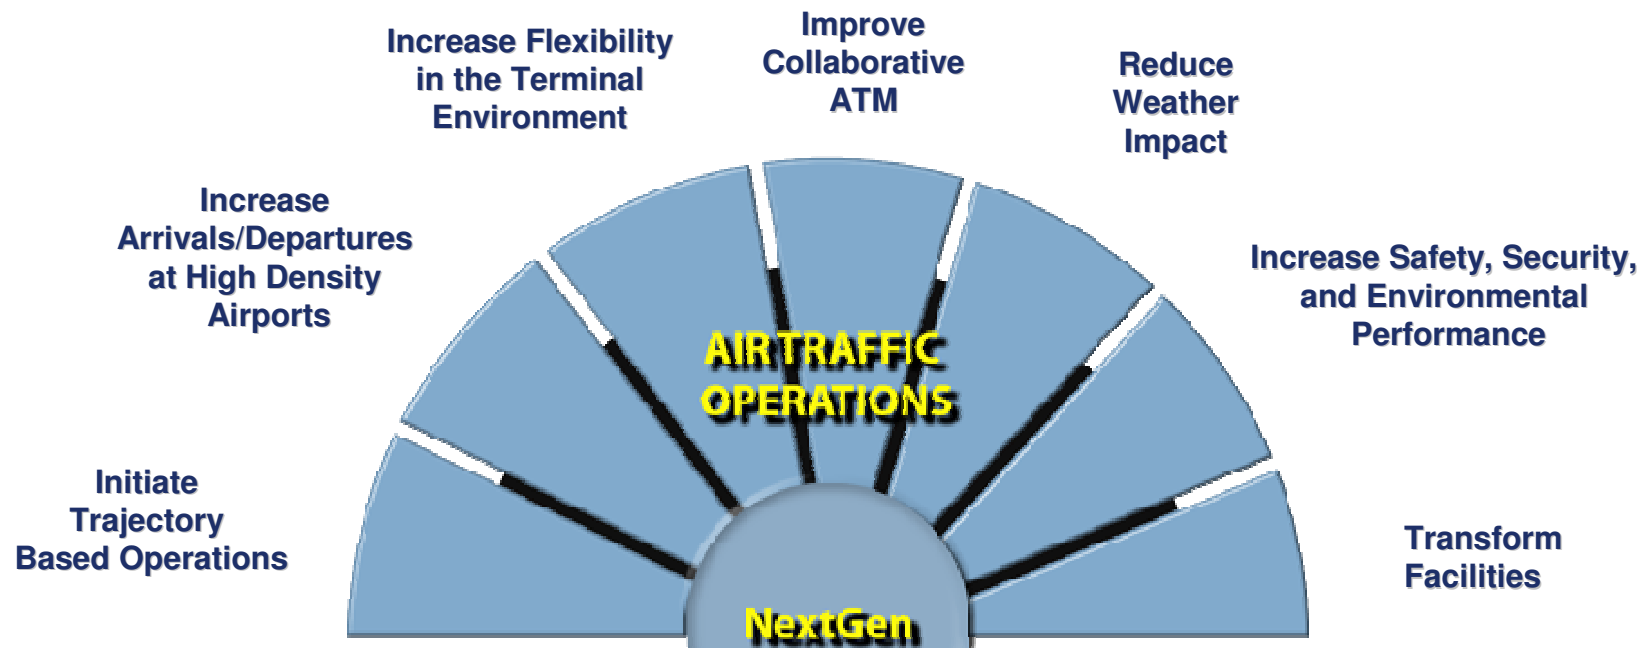 Improve
Collaborative
ATM
Increase Flexibility
in the Terminal
Environment
Reduce
Weather
Impact
Increase
Arrivals/Departures
at High Density
Airports
Increase Safety, Security,
and Environmental
Performance
AIR TRAFFIC
OPERATIONS
Initiate
Trajectory
Based Operations
Transform
Facilities
NextGen